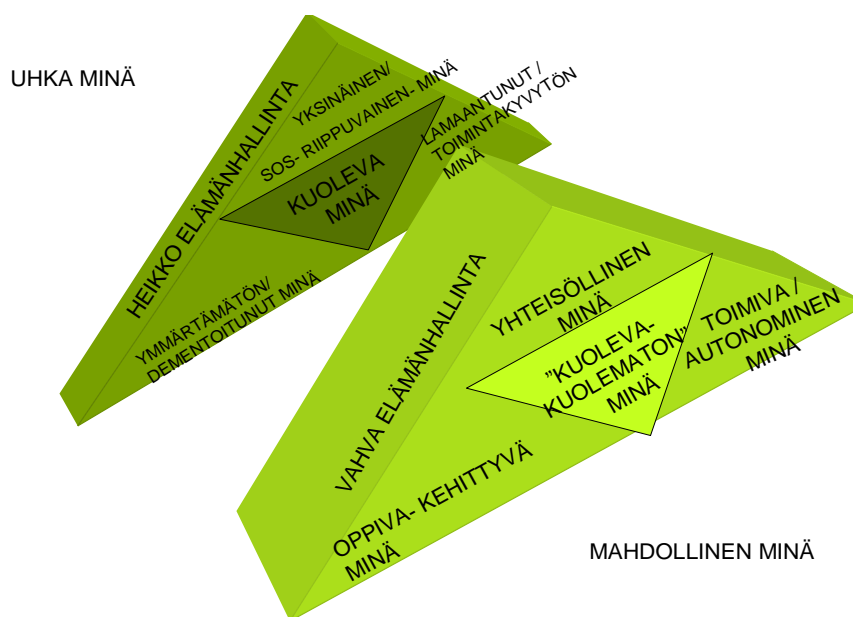 UHKA MINÄ
HEIKKO ELÄMÄNHALLINTA
YKSINÄINEN/
SOS- RIIPPUVAINEN- MINÄ
LAMAANTUNUT /
TOIMINTAKYVYTÖN
MINÄ
KUOLEVA
MINÄ
YMMÄRTÄMÄTÖN/
DEMENTOITUNUT MINÄ
VAHVA ELÄMÄNHALLINTA
YHTEISÖLLINEN
MINÄ
TOIMIVA /
AUTONOMINEN
MINÄ
”KUOLEVA-
KUOLEMATON”
MINÄ
OPPIVA- KEHITTYVÄ
MINÄ
MAHDOLLINEN MINÄ